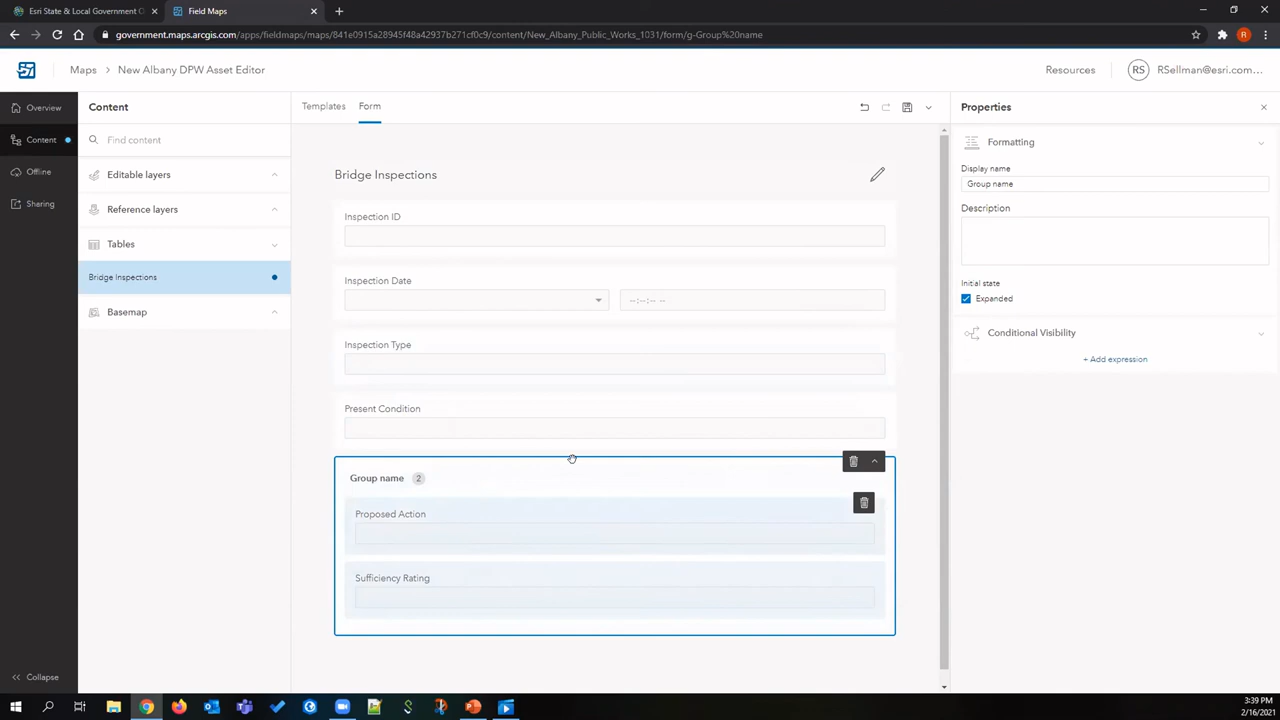 Esri State & Local Government C
Field Maps
government.maps.arcgis.com/apps/fieldmaps/maps/841e0915a28945f48a42937b271cf0c9/content/New_Albany_Public_Works_1031/form/g-Group%20name
R
Maps > New Albany DPW Asset Editor
Resources
RS
RSellman@esri.com...
Overview
Content
Offline
Sharing
Collapse
Content
Find content
Editable layers
Reference layers
Tables
Bridge Inspections
Basemap
Templates
Form
Bridge Inspections
Inspection ID
Inspection Date
--:--:-- --
Inspection Type
Present Condition
Group name 2
Proposed Action
Sufficiency Rating
Properties
Formatting
Display name
Group name
Description
Initial state
Expanded
Conditional Visibility
+ Add expression
3:39 PM
2/16/2021